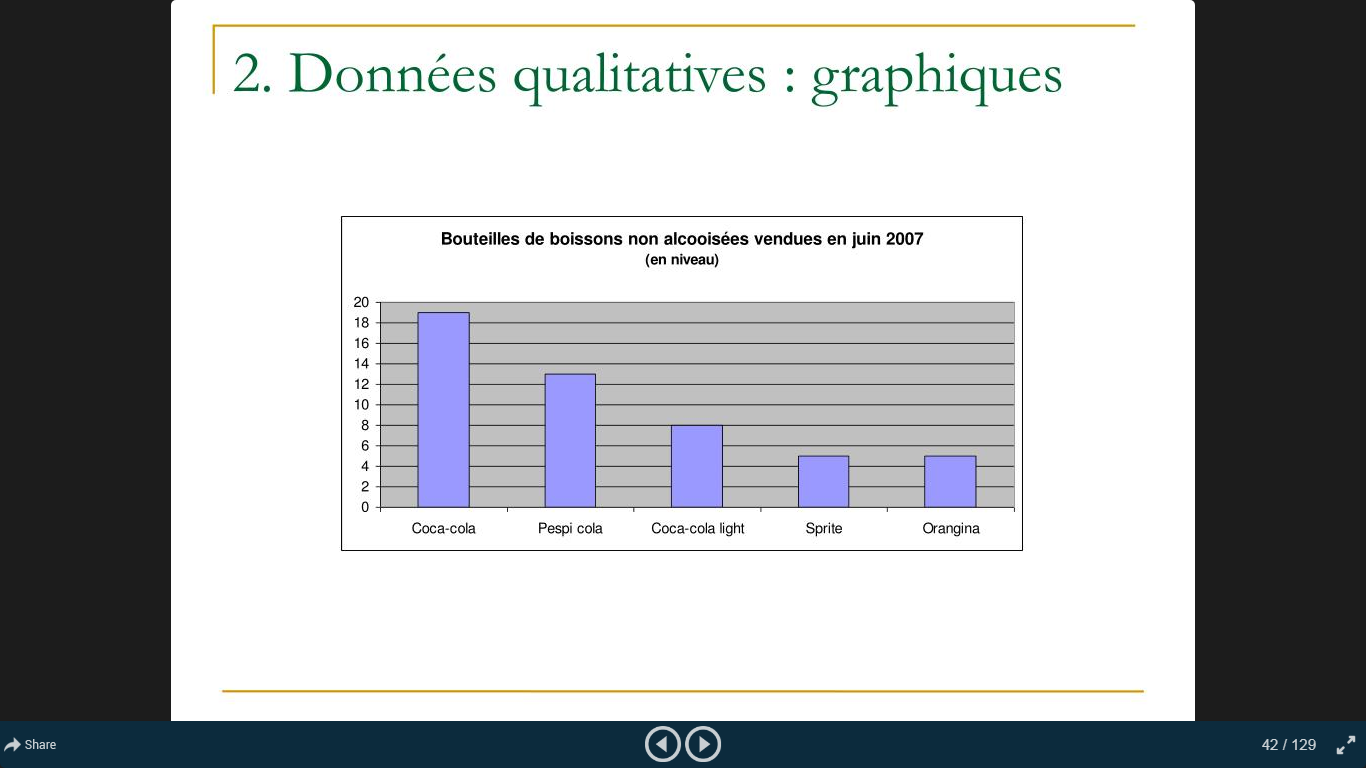 2. Données qualitatives : graphiques
Bouteilles de boissons non alcooisées vendues en juin 2007
(en niveau)
20
18
16
14
12
10
8
6
4
2
0
Coca-cola Pespi cola Coca-cola light Sprite Orangina
Share 42 / 129